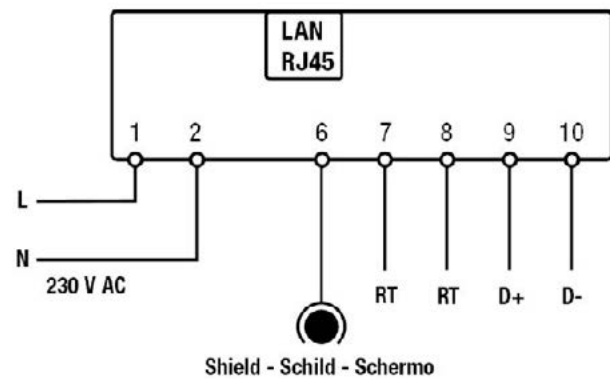 LAN
RJ45
1 2 6 7 8 9 10
L
N
230 V AC
RT RT D+ D-
Shield - Schild - Schermo